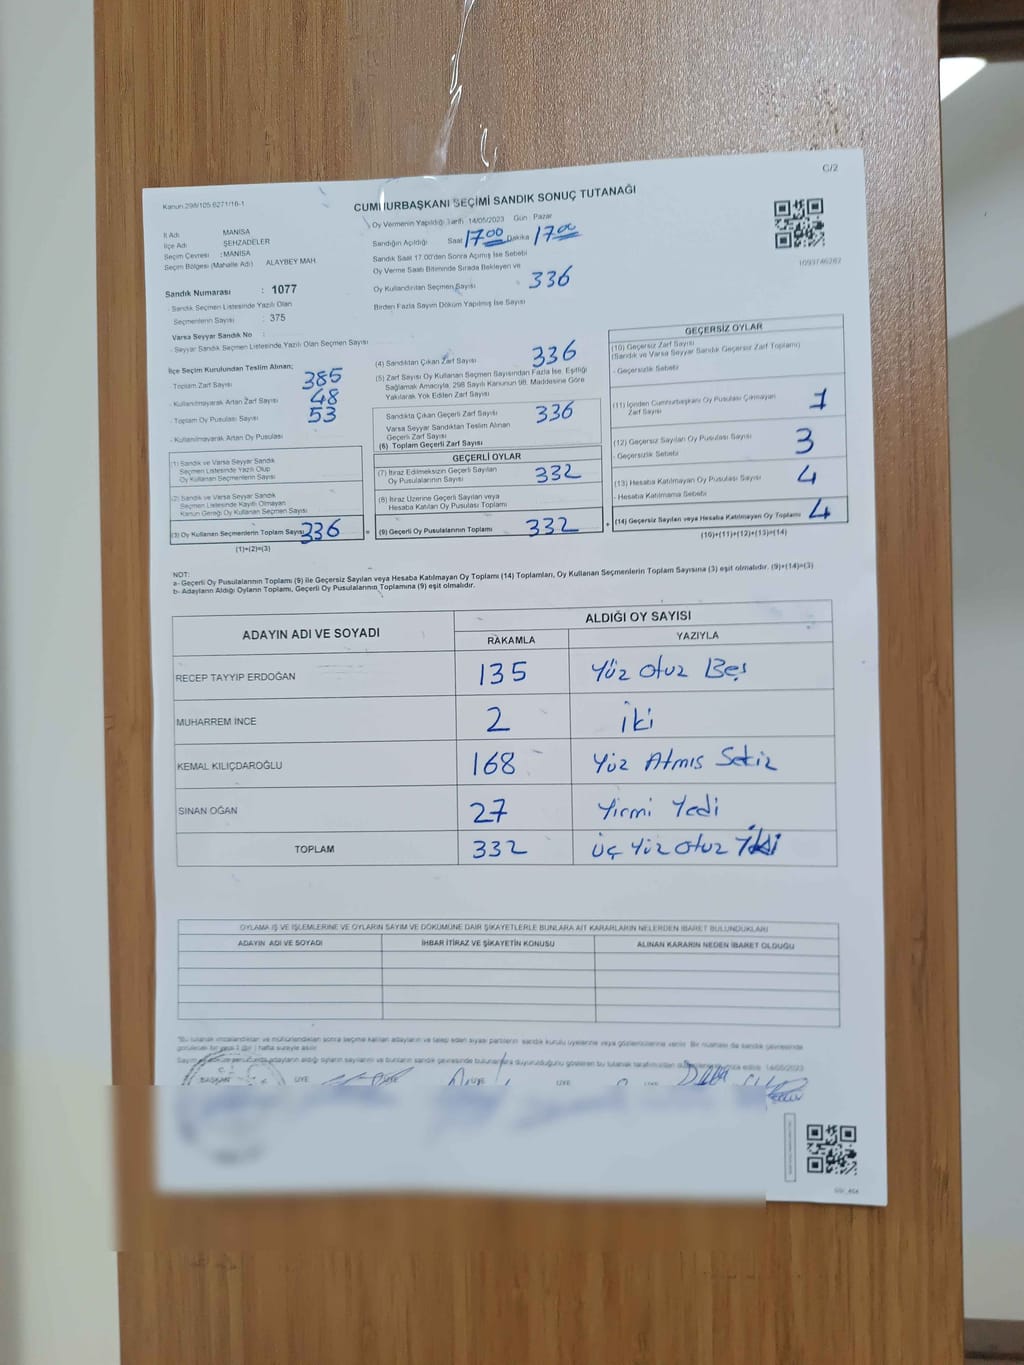 G/2
Kanun:298/105 6271/16-1
CUMHURBAŞKANI SEÇİMİ SANDIK SONUÇ TUTANAĞI
İl Adı MANİSA
İlçe Adı ŞEHZADELER
Seçim Çevresi : MANİSA
Seçim Bölgesi (Mahalle Adı) ALAYBEY MAH.
Sandık Numarası : 1077
- Sandık Seçmen Listesinde Yazılı Olan
Seçmenlerin Sayısı : 375
Varsa Seyyar Sandık No :
- Seyyar Sandık Seçmen Listesinde Yazılı Olan Seçmen Sayısı
İlçe Seçim Kurulundan Teslim Alınan;
- Toplam Zarf Sayısı 385
- Kullanılmayarak Artan Zarf Sayısı 48
- Toplam Oy Pusulası Sayısı 53
- Kullanılmayarak Artan Oy Pusulası
(1) Sandık ve Varsa Seyyar Sandık
Seçmen Listesinde Yazılı Olup
Oy Kullanan Seçmenlerin Sayısı
(2) Sandık ve Varsa Seyyar Sandık
Seçmen Listesinde Kayıtlı Olmayan
Kanun Gereği Oy Kullanan Seçmen Sayısı
(3) Oy Kullanan Seçmenlerin Toplam Sayısı 336
(1)+(2)=(3)
Oy Vermenin Yapıldığı Tarih 14/05/2023 Gün Pazar
Sandığın Açıldığı Saat 17.00 Dakika 17.00
Sandık Saat 17.00'den Sonra Açımış İse Sebebi
Oy Verme Saati Bitiminde Sırada Bekleyen ve
Oy Kullandırılan Seçmen Sayısı 336
Birden Fazla Sayım Döküm Yapılmış İse Sayısı
(4) Sandıktan Çıkan Zarf Sayısı 336
(5) Zarf Sayısı Oy Kullanan Seçmen Sayısından Fazla İse, Eşitliği
Sağlamak Amacıyla, 298 Sayılı Kanunun 98. Maddesine Göre
Yakılarak Yok Edilen Zarf Sayısı
Sandıkta Çıkan Geçerli Zarf Sayısı 336
Varsa Seyyar Sandıktan Teslim Alınan
Geçerli Zarf Sayısı
(6) Toplam Geçerli Zarf Sayısı
GEÇERLİ OYLAR
(7) İtiraz Edilmeksizin Geçerli Sayılan
Oy Pusulalarının Sayısı 332
(8) İtiraz Üzerine Geçerli Sayılan veya
Hesaba Katılan Oy Pusulası Toplamı
(9) Geçerli Oy Pusulalarının Toplamı 332
1093746282
GEÇERSİZ OYLAR
(10) Geçersiz Zarf Sayısı
(Sandık ve Varsa Seyyar Sandık Geçersiz Zarf Toplamı)
- Geçersizlik Sebebi
(11) İçinden Cumhurbaşkanı Oy Pusulası Çıkmayan
Zarf Sayısı 1
(12) Geçersiz Sayılan Oy Pusulası Sayısı 3
- Geçersizlik Sebebi
(13) Hesaba Katılmayan Oy Pusulası Sayısı 4
- Hesaba Katılmama Sebebi
(14) Geçersiz Sayılan veya Hesaba Katılmayan Oy Toplamı 4
(10)+(11)+(12)+(13)=(14)
NOT:
a- Geçerli Oy Pusulalarının Toplamı (9) ile Geçersiz Sayılan veya Hesaba Katılmayan Oy Toplamı (14) Toplamları, Oy Kullanan Seçmenlerin Toplam Sayısına (3) eşit olmalıdır. (9)+(14)=(3)
b- Adayların Aldığı Oyların Toplamı, Geçerli Oy Pusulalarının Toplamına (9) eşit olmalıdır.
ADAYIN ADI VE SOYADI ALDIĞI OY SAYISI
RAKAMLA YAZIYLA
RECEP TAYYİP ERDOĞAN 135 Yüz Otuz Beş
MUHARREM İNCE 2 iki
KEMAL KILIÇDAROĞLU 168 Yüz Atmış Sekiz
SİNAN OĞAN 27 Yirmi Yedi
TOPLAM 332 Üç Yüz Otuz İki
OYLAMA İŞ VE İŞLEMLERİNE VE OYLARIN SAYIM VE DÖKÜMÜNE DAİR ŞİKAYETLERLE BUNLARA AİT KARARLARIN NELERDEN İBARET BULUNDUKLARI
ADAYIN ADI VE SOYADI İHBAR İTİRAZ VE ŞİKAYETİN KONUSU ALINAN KARARIN NEDEN İBARET OLDUĞU
BAŞKAN ÜYE ÜYE ÜYE ÜYE